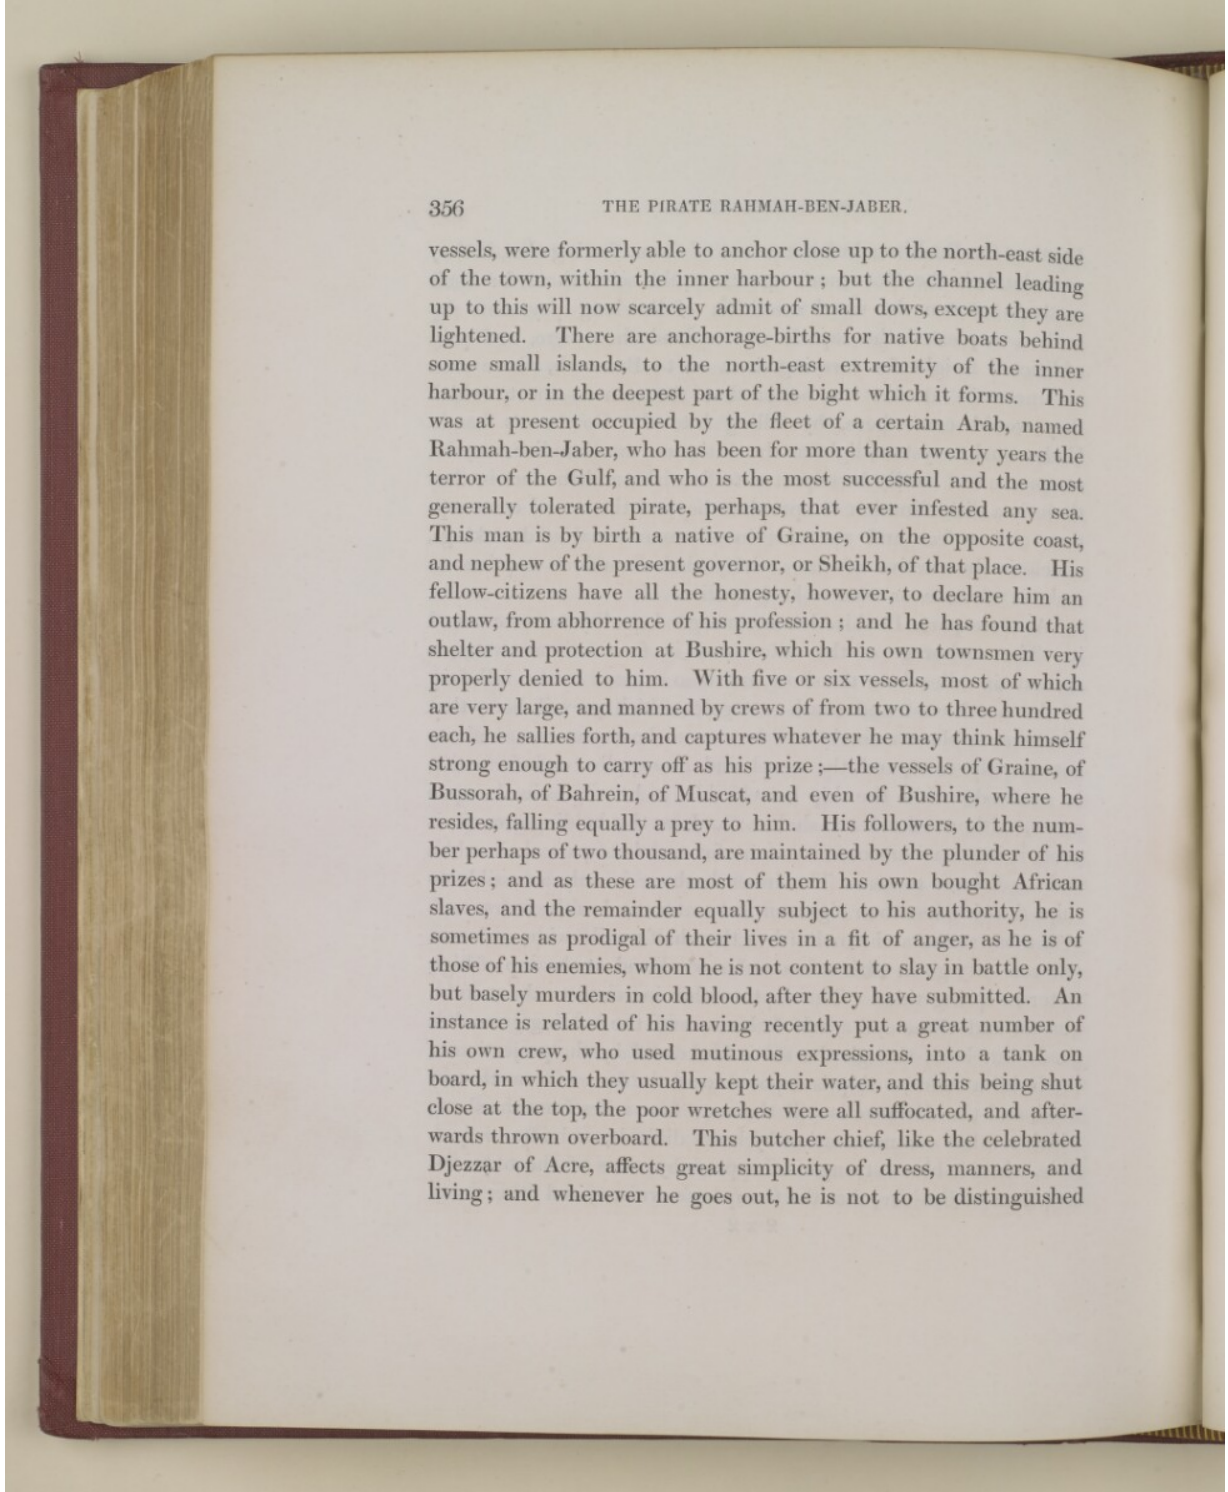 356 THE PIRATE RAHMAH-BEN-JABER.
vessels, were formerly able to anchor close up to the north-east side
of the town, within the inner harbour ; but the channel leading
up to this will now scarcely admit of small dows, except they are
lightened. There are anchorage-births for native boats behind
some small islands, to the north-east extremity of the inner
harbour, or in the deepest part of the bight which it forms. This
was at present occupied by the fleet of a certain Arab, named
Rahmah-ben-Jaber, who has been for more than twenty years the
terror of the Gulf, and who is the most successful and the most
generally tolerated pirate, perhaps, that ever infested any sea.
This man is by birth a native of Graine, on the opposite coast,
and nephew of the present governor, or Sheikh, of that place. His
fellow-citizens have all the honesty, however, to declare him an
outlaw, from abhorrence of his profession ; and he has found that
shelter and protection at Bushire, which his own townsmen very
properly denied to him. With five or six vessels, most of which
are very large, and manned by crews of from two to three hundred
each, he sallies forth, and captures whatever he may think himself
strong enough to carry off as his prize ;—the vessels of Graine, of
Bussorah, of Bahrein, of Muscat, and even of Bushire, where he
resides, falling equally a prey to him. His followers, to the num-
ber perhaps of two thousand, are maintained by the plunder of his
prizes ; and as these are most of them his own bought African
slaves, and the remainder equally subject to his authority, he is
sometimes as prodigal of their lives in a fit of anger, as he is of
those of his enemies, whom he is not content to slay in battle only,
but basely murders in cold blood, after they have submitted. An
instance is related of his having recently put a great number of
his own crew, who used mutinous expressions, into a tank on
board, in which they usually kept their water, and this being shut
close at the top, the poor wretches were all suffocated, and after-
wards thrown overboard. This butcher chief, like the celebrated
Djezzar of Acre, affects great simplicity of dress, manners, and
living ; and whenever he goes out, he is not to be distinguished